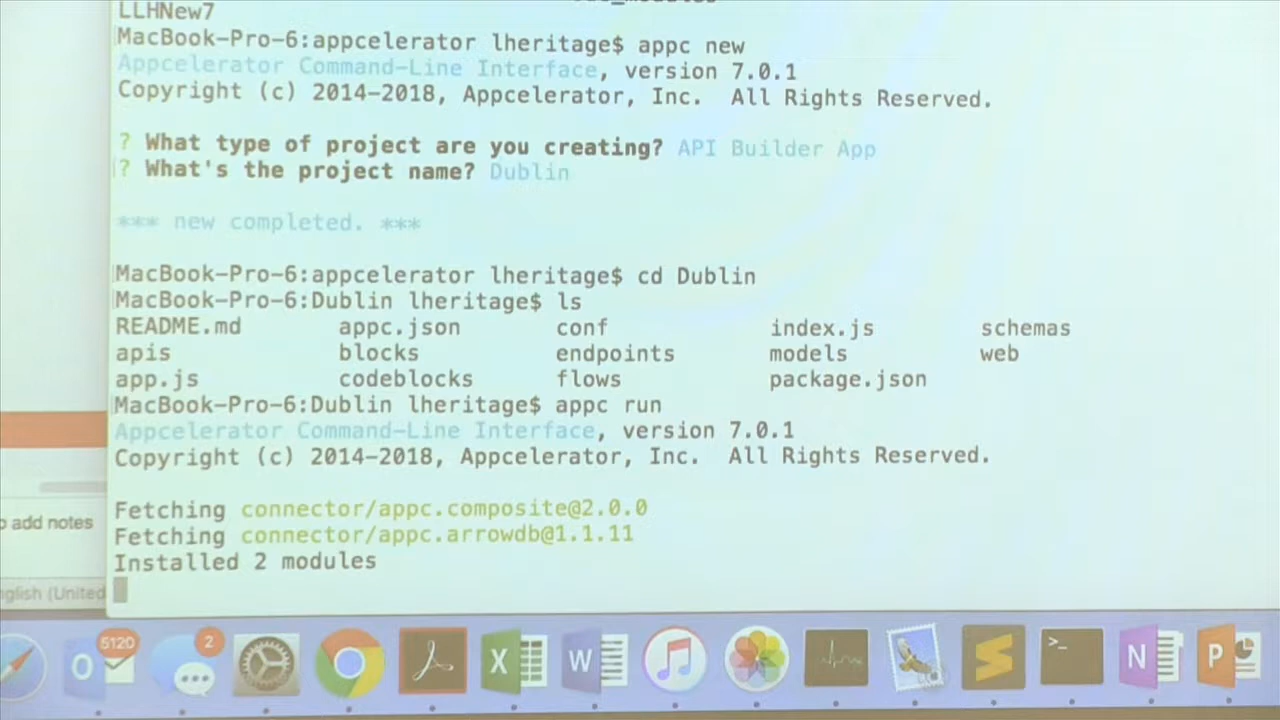 LLHNew7
MacBook-Pro-6:appcelerator lheritage$ appc new
Appcelerator Command-Line Interface, version 7.0.1
Copyright (c) 2014-2018, Appcelerator, Inc.  All Rights Reserved.
? What type of project are you creating? API Builder App
? What's the project name? Dublin
*** new completed. ***
MacBook-Pro-6:appcelerator lheritage$ cd Dublin
MacBook-Pro-6:Dublin lheritage$ ls
README.md appc.json conf index.js schemas
apis blocks endpoints models web
app.js codeblocks flows package.json
MacBook-Pro-6:Dublin lheritage$ appc run
Appcelerator Command-Line Interface, version 7.0.1
Copyright (c) 2014-2018, Appcelerator, Inc.  All Rights Reserved.
Fetching connector/appc.composite@2.0.0
Fetching connector/appc.arrowdb@1.1.11
Installed 2 modules
o add notes
nglish (United
5120
2
O
X
W
>_
N
P